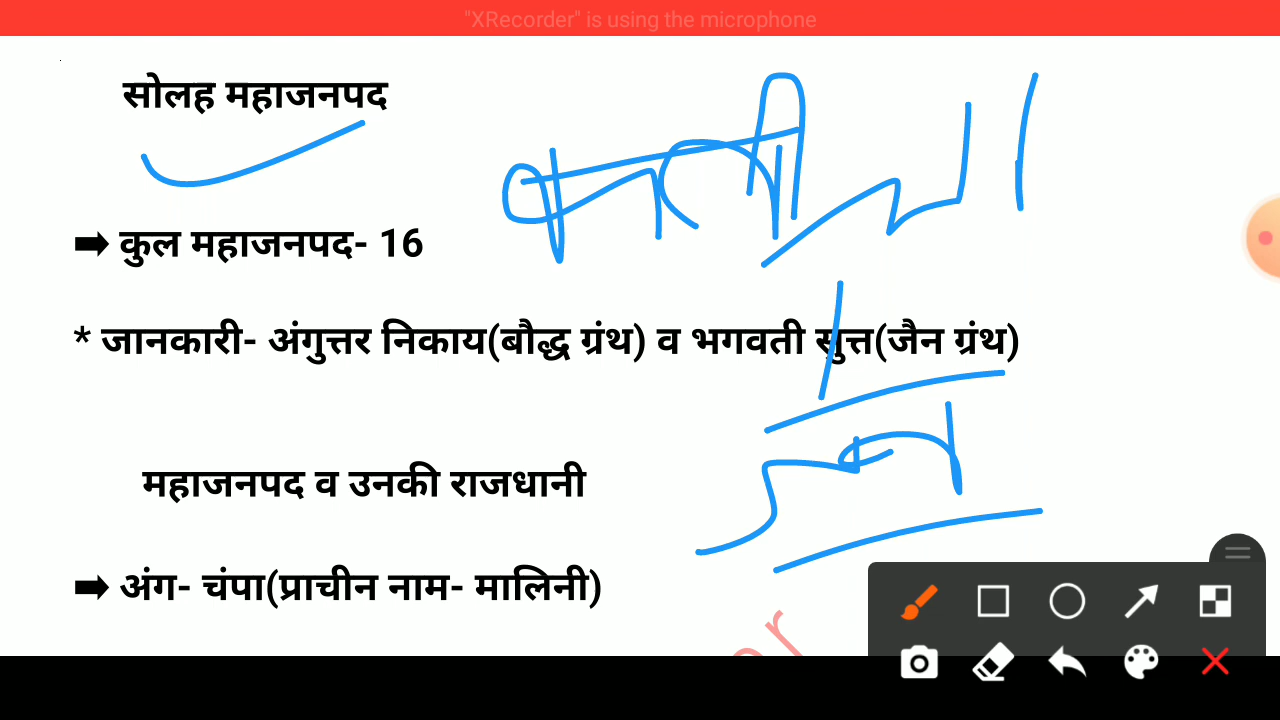 "XRecorder" is using the microphone
सोलह महाजनपद
➡ कुल महाजनपद- 16
* जानकारी- अंगुत्तर निकाय(बौद्ध ग्रंथ) व भगवती सुत्त(जैन ग्रंथ)
महाजनपद व उनकी राजधानी
➡ अंग- चंपा(प्राचीन नाम- मालिनी)